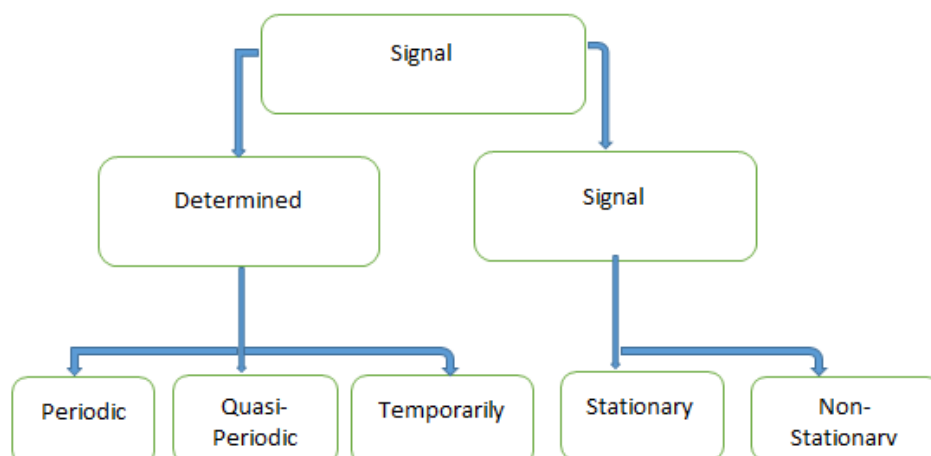 Signal
Determined
Signal
Periodic
Quasi-
Periodic
Temporarily
Stationary
Non-
Stationary